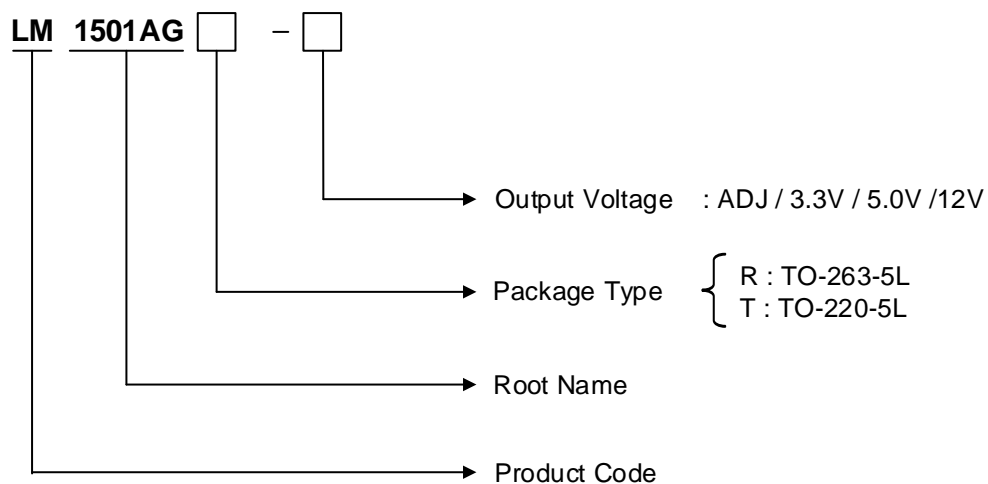 LM 1501AG □ – □
Output Voltage : ADJ / 3.3V / 5.0V /12V
Package Type { R : TO-263-5L
T : TO-220-5L
Root Name
Product Code